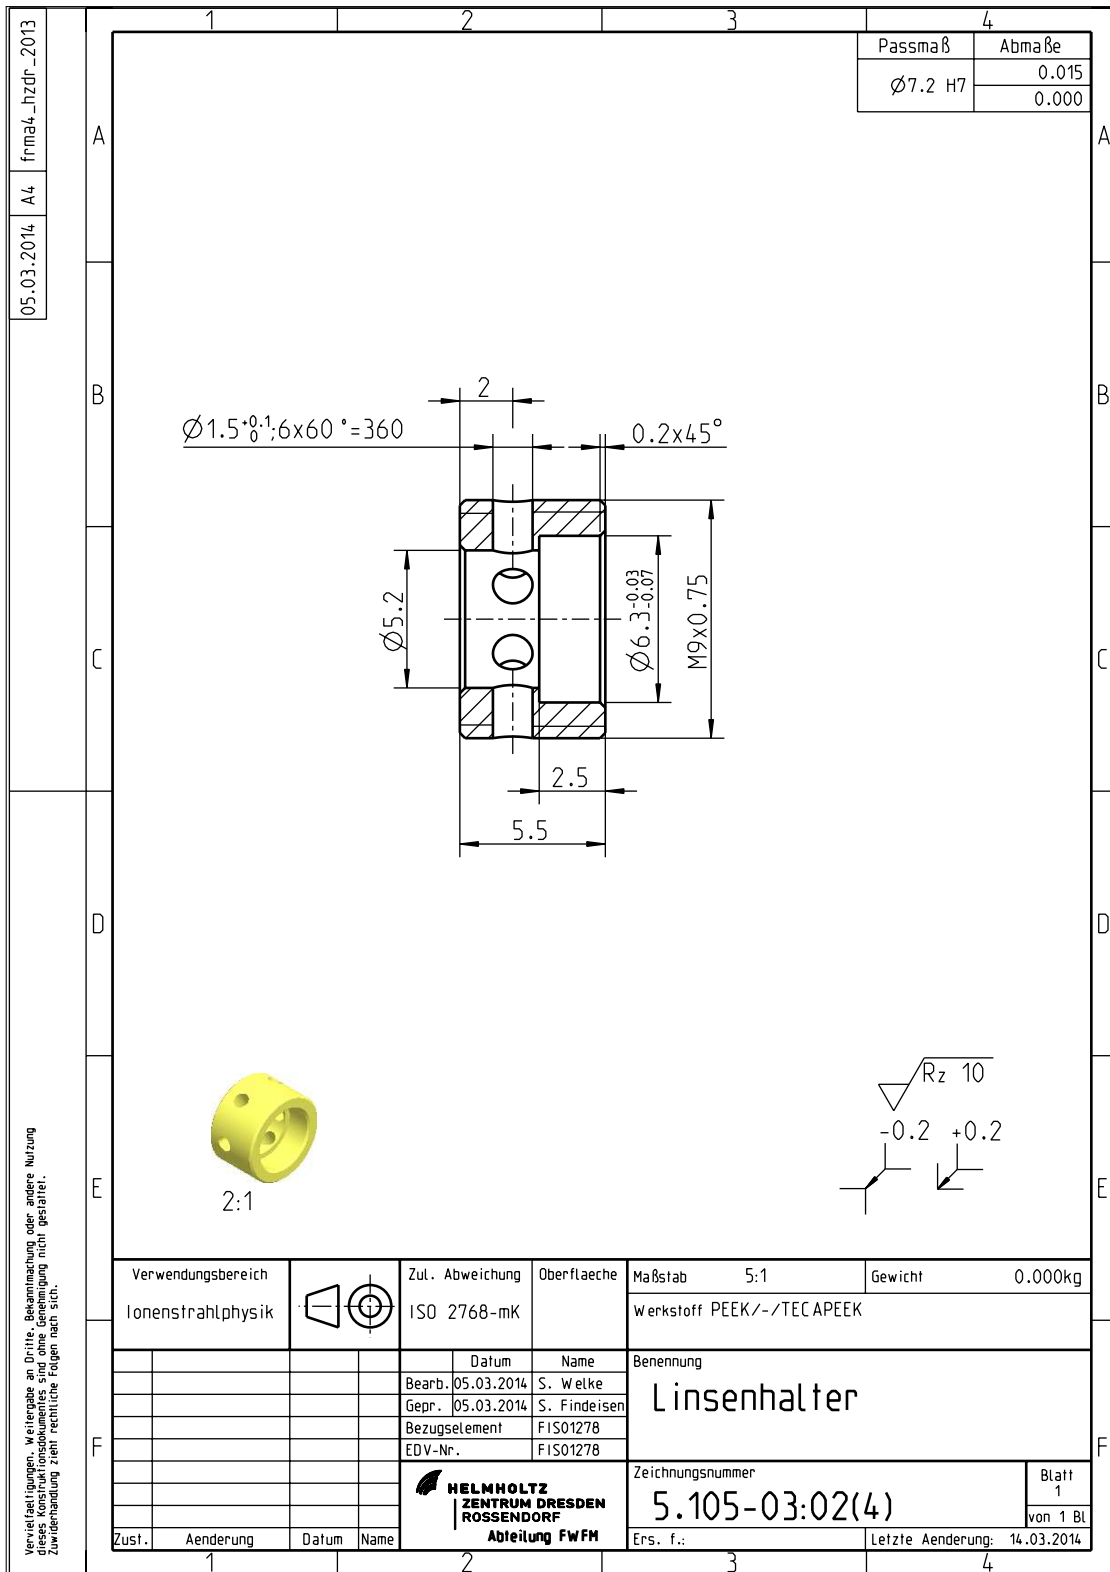 1 2 3 4
frma4_hzdr_2013
A4
05.03.2014
Passmaß Abmaße
Ø7.2 H7 0.015
0.000
A A
B B
2
Ø1.5 +0.1 0 ;6x60 °=360
0.2x45°
Ø5.2
Ø6.3 -0.03 -0.07
M9x0.75
C C
2.5
5.5
D D
Rz 10
-0.2 +0.2
E E
2:1
Vervielfaeltigungen, Weitergabe an Dritte, Bekanntmachung oder andere Nutzung
dieses Konstruktionsdokumentes sind ohne Genehmigung nicht gestattet.
Zuwiderhandlung zieht rechtliche Folgen nach sich.
Verwendungsbereich
Ionenstrahlphysik
Zul. Abweichung
ISO 2768-mK
Oberflaeche
Maßstab 5:1
Gewicht 0.000kg
Werkstoff PEEK/-/TECAPEEK
Datum Name
Bearb. 05.03.2014 S. Welke
Gepr. 05.03.2014 S. Findeisen
Bezugselement FIS01278
EDV-Nr. FIS01278
Benennung
Linsenhalter
F F
HELMHOLTZ
ZENTRUM DRESDEN
ROSSENDORF
Abteilung FWFM
Zeichnungsnummer
5.105-03:02(4)
Blatt
1
von 1 Bl
Zust. Aenderung Datum Name
Ers. f.:
Letzte Aenderung: 14.03.2014
1 2 3 4